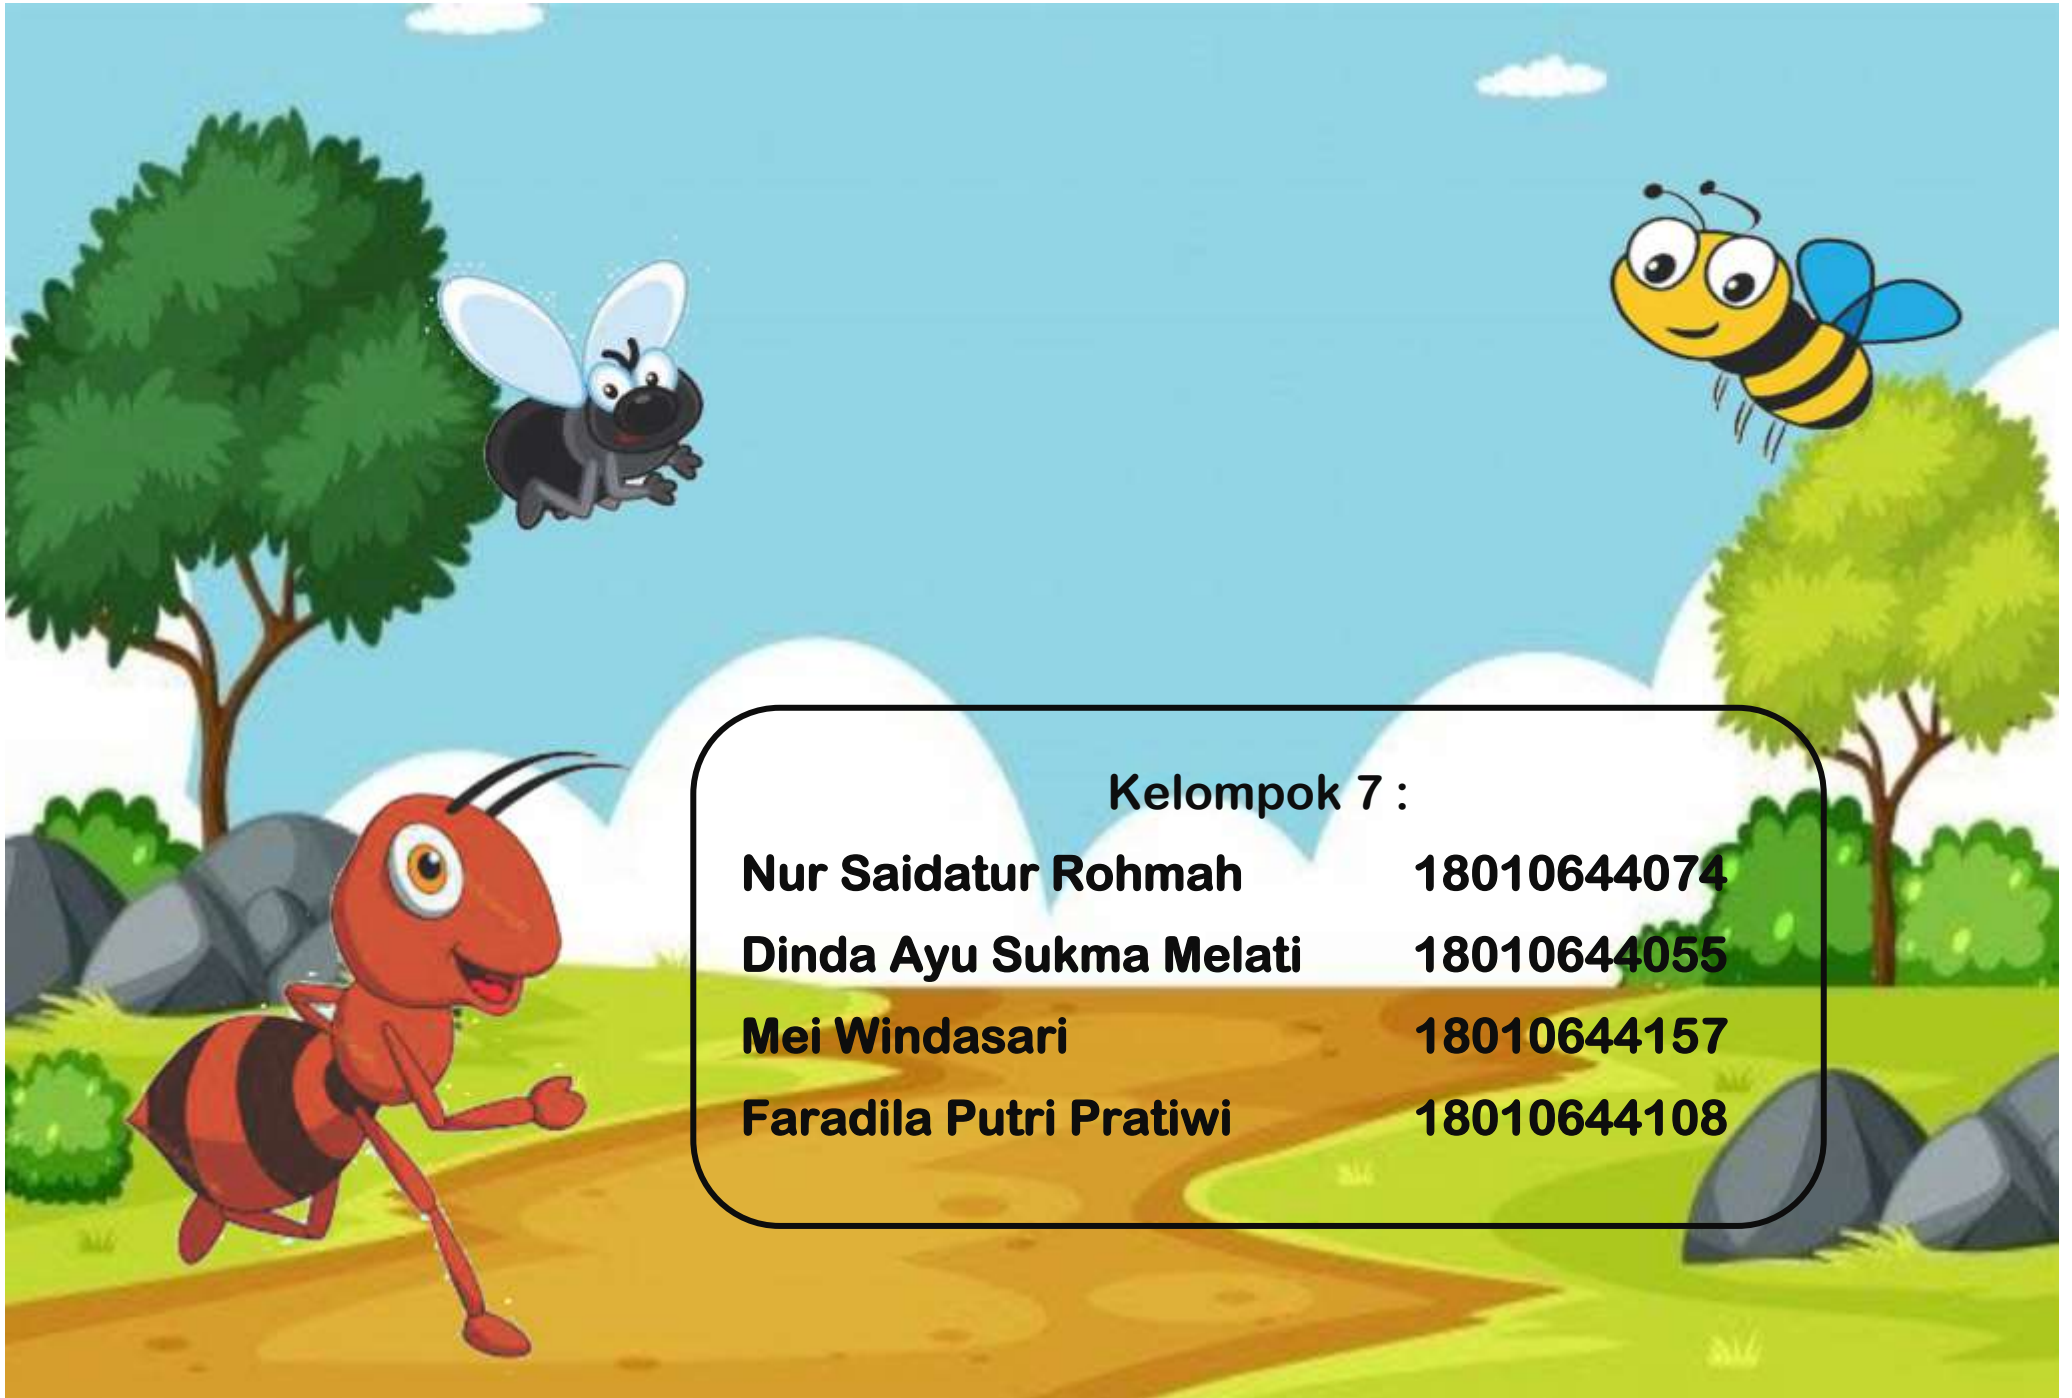 Kelompok 7 :
Nur Saidatur Rohmah 18010644074
Dinda Ayu Sukma Melati 18010644055
Mei Windasari 18010644157
Faradila Putri Pratiwi 18010644108